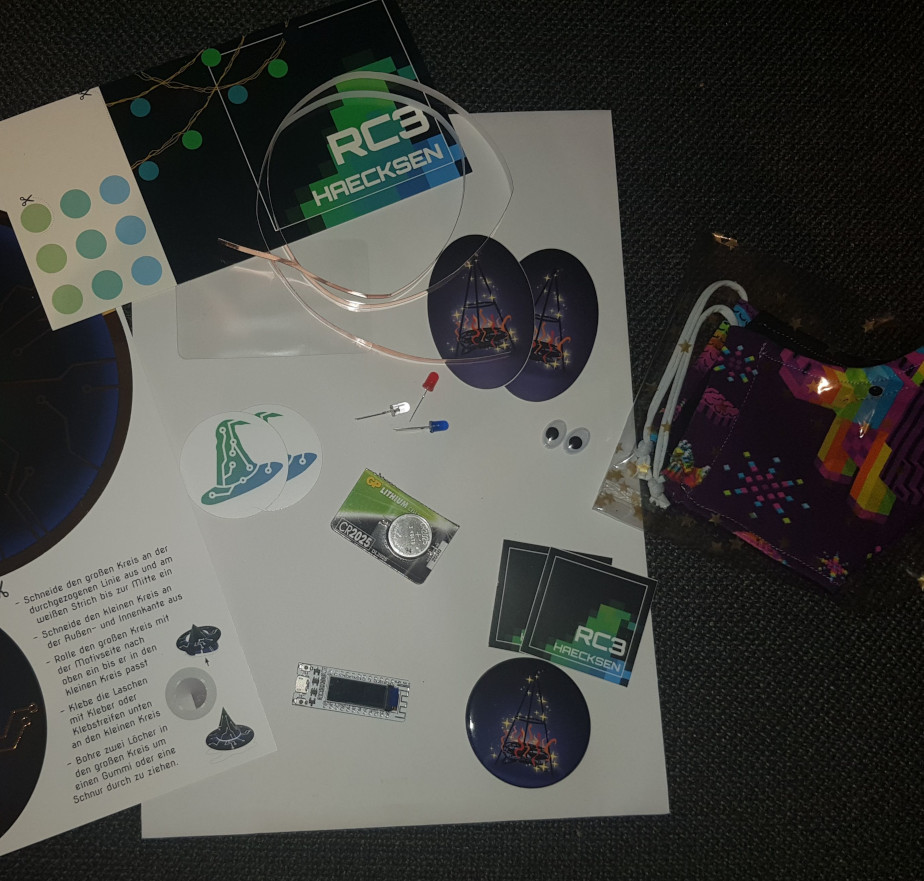 RC3
HAECKSEN
GP LITHIUM
CR2025
- Schneide den großen Kreis an der
durchgezogenen Linie aus und am
weißen Strich bis zur Mitte ein
- Schneide den kleinen Kreis an
der Außen- und Innenkante aus
- Rolle den großen Kreis mit
der Motivseite nach
oben ein bis er in den
kleinen Kreis passt
- Klebe die Laschen
mit Kleber oder
Klebstreifen unten
an den kleinen Kreis
- Bohre zwei Löcher in
den großen Kreis um
einen Gummi oder eine
Schnur durch zu ziehen.
RC3
HAECKSEN